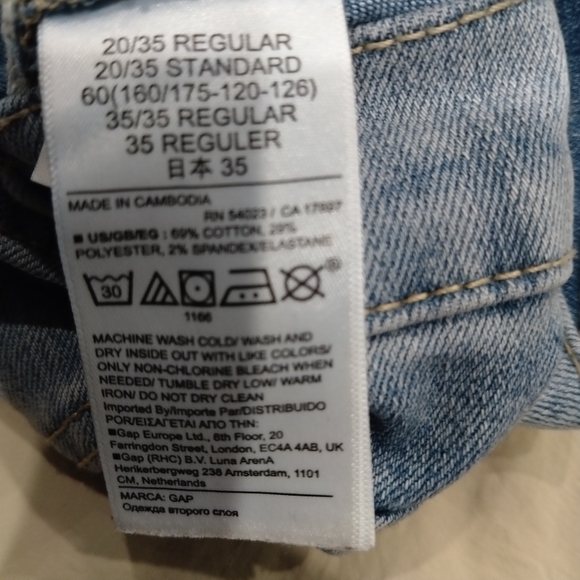 20/35 REGULAR
20/35 STANDARD
60(160/175-120-126)
35/35 REGULAR
35 REGULER
日本 35
MADE IN CAMBODIA
RN 54023 / CA 17897
■ US/GB/EG : 69% COTTON, 29%
POLYESTER, 2% SPANDEX/ELASTANE
30
1166
MACHINE WASH COLD/ WASH AND
DRY INSIDE OUT WITH LIKE COLORS/
ONLY NON-CHLORINE BLEACH WHEN
NEEDED/ TUMBLE DRY LOW/ WARM
IRON/ DO NOT DRY CLEAN
Imported By/Importe Par/DISTRIBUIDO
POR/ΕΙΣΑΓΕΤΑΙ ΑΠΟ ΤΗΝ:
■Gap Europe Ltd., 8th Floor, 20
Farringdon Street, London, EC4A 4AB, UK
■Gap (RHC) B.V. Luna ArenA
Herikerbergweg 238 Amsterdam, 1101
CM, Netherlands
MARCA: GAP
Одежда второго слоя